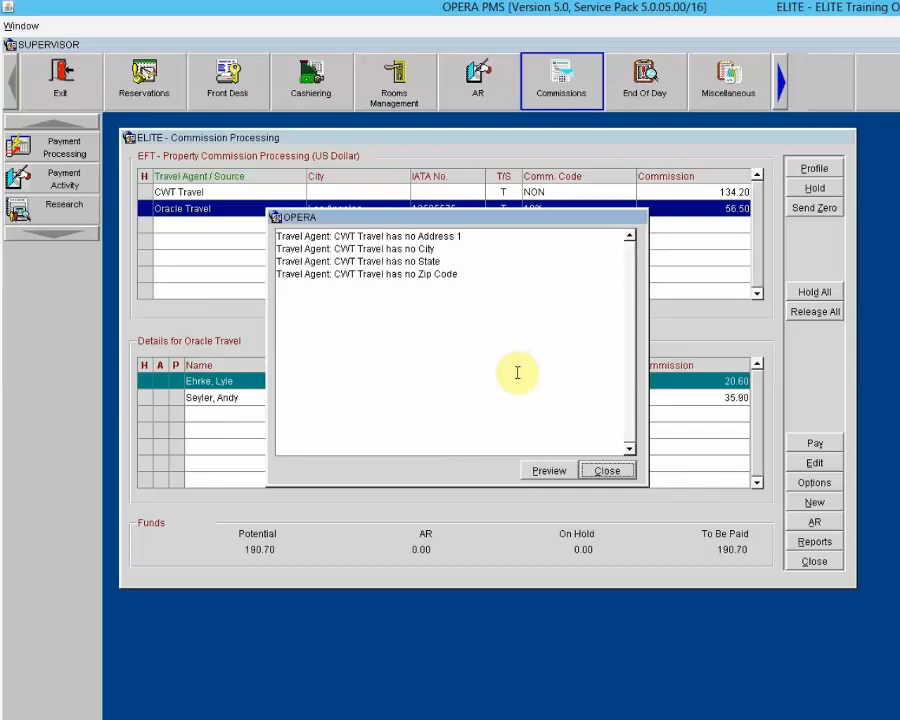 OPERA PMS [Version 5.0, Service Pack 5.0.05.00/16]
ELITE - ELITE Training O
Window
SUPERVISOR
Exit
Reservations
Front Desk
Cashiering
Rooms
Management
AR
Commissions
End Of Day
Miscellaneous
Payment
Processing
Payment
Activity
Research
ELITE - Commission Processing
EFT - Property Commission Processing (US Dollar)
H Travel Agent / Source City IATA No. T/S Comm. Code Commission
CWT Travel T NON 134.20
Oracle Travel 56.50
OPERA
Travel Agent: CWT Travel has no Address 1
Travel Agent: CWT Travel has no City
Travel Agent: CWT Travel has no State
Travel Agent: CWT Travel has no Zip Code
Preview Close
Details for Oracle Travel
H A P Name mmission
Ehrke, Lyle 20.60
Seyler, Andy 35.90
Funds
Potential AR On Hold To Be Paid
190.70 0.00 0.00 190.70
Profile
Hold
Send Zero
Hold All
Release All
Pay
Edit
Options
New
AR
Reports
Close